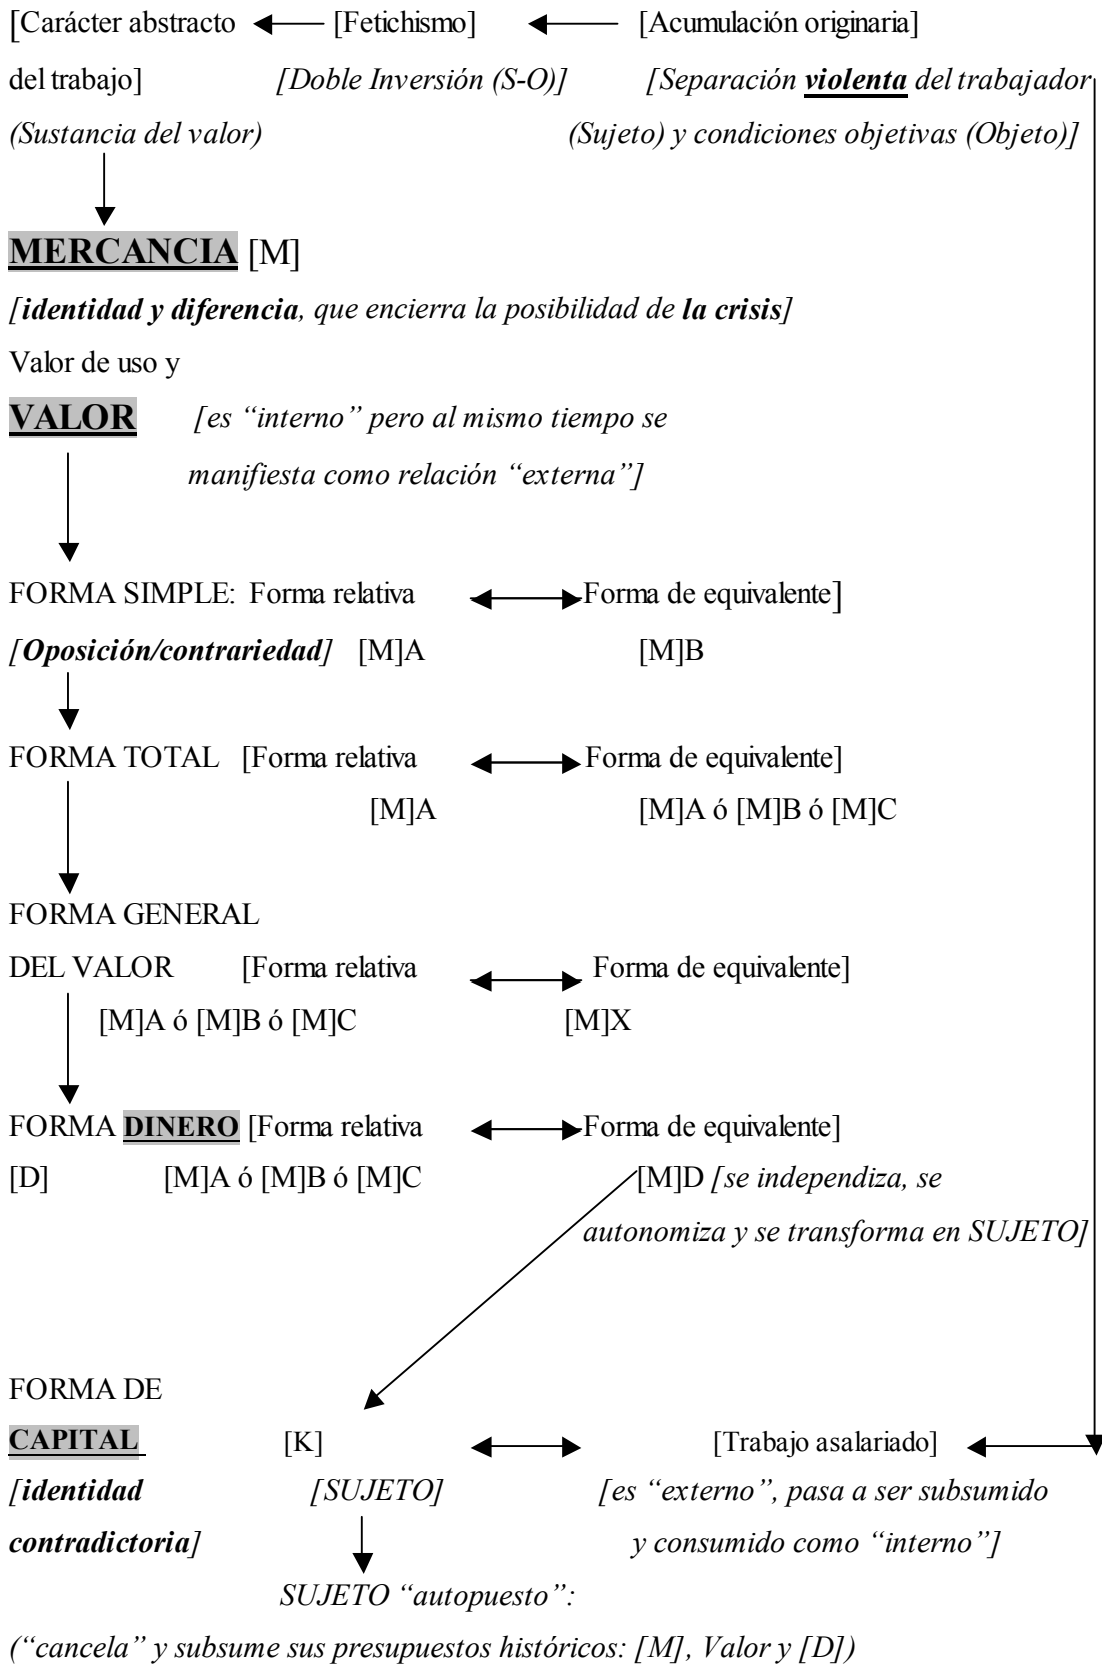 [Carácter abstracto [Fetichismo] [Acumulación originaria]
del trabajo] [Doble Inversión (S-O)] [Separación violenta del trabajador
(Sustancia del valor) (Sujeto) y condiciones objetivas (Objeto)]
MERCANCIA [M]
[identidad y diferencia, que encierra la posibilidad de la crisis]
Valor de uso y
VALOR [es “interno” pero al mismo tiempo se
manifiesta como relación “externa”]
FORMA SIMPLE: Forma relativa Forma de equivalente]
[Oposición/contrariedad] [M]A [M]B
FORMA TOTAL [Forma relativa Forma de equivalente]
[M]A [M]A ó [M]B ó [M]C
FORMA GENERAL
DEL VALOR [Forma relativa Forma de equivalente]
[M]A ó [M]B ó [M]C [M]X
FORMA DINERO [Forma relativa Forma de equivalente]
[D] [M]A ó [M]B ó [M]C [M]D [se independiza, se
autonomiza y se transforma en SUJETO]
FORMA DE
CAPITAL [K] [Trabajo asalariado]
[identidad [SUJETO] [es “externo”, pasa a ser subsumido
contradictoria] y consumido como “interno”]
SUJETO “autopuesto”:
(“cancela” y subsume sus presupuestos históricos: [M], Valor y [D])